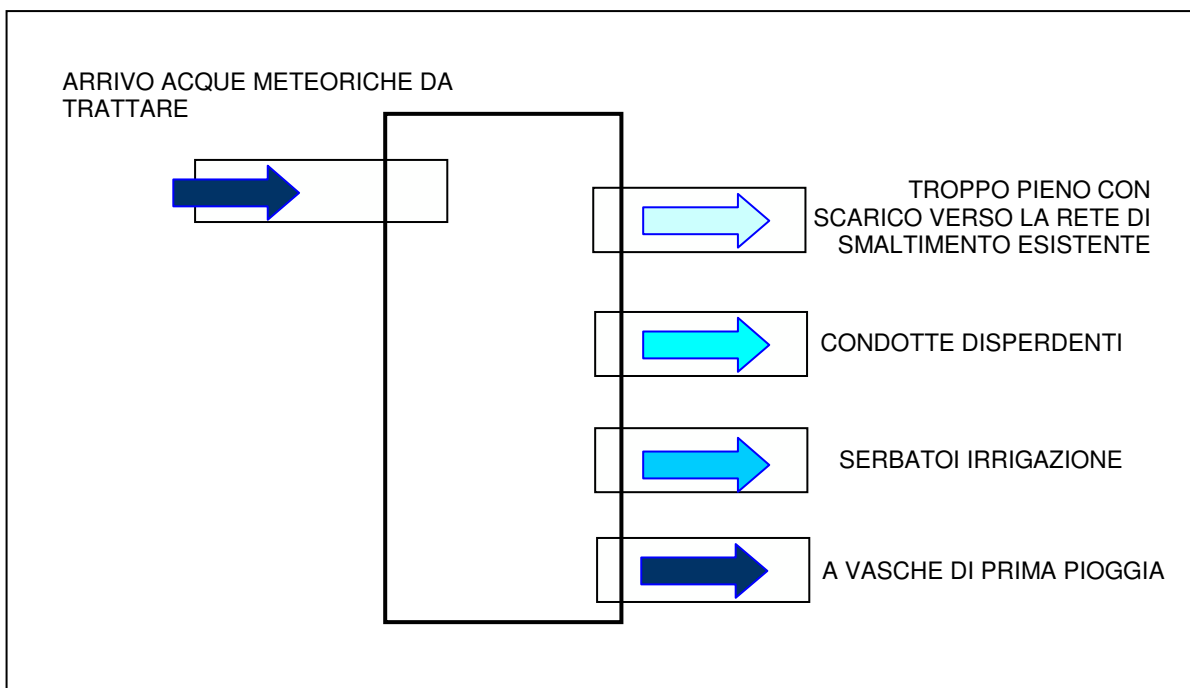 ARRIVO ACQUE METEORICHE DA
TRATTARE
TROPPO PIENO CON
SCARICO VERSO LA RETE DI
SMALTIMENTO ESISTENTE
CONDOTTE DISPERDENTI
SERBATOI IRRIGAZIONE
A VASCHE DI PRIMA PIOGGIA